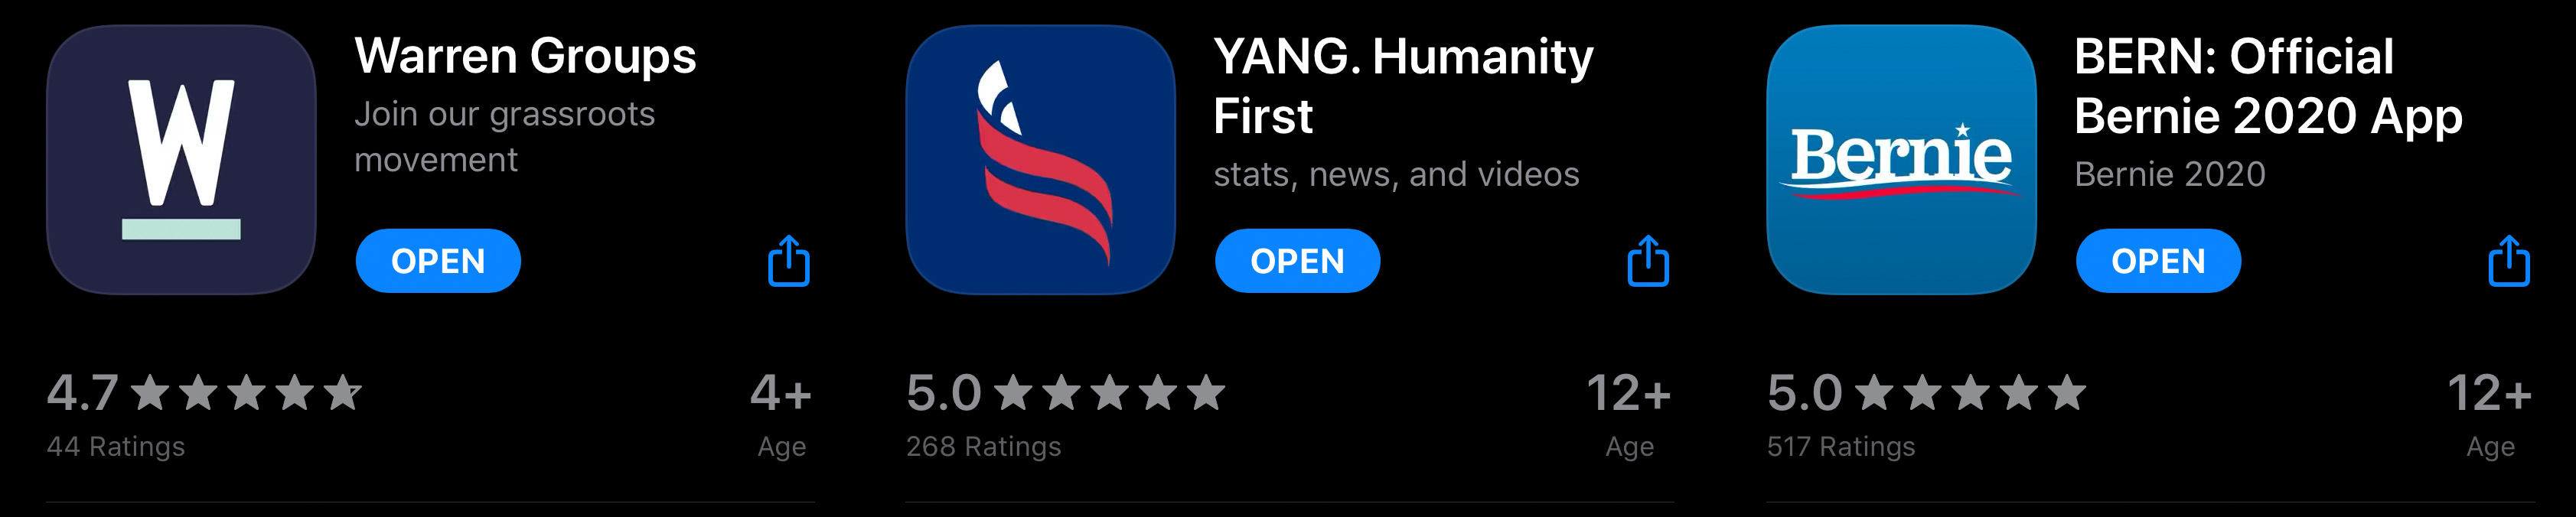 W
Warren Groups
Join our grassroots
movement
OPEN
4.7
44 Ratings
4+
Age
YANG. Humanity
First
stats, news, and videos
OPEN
5.0
268 Ratings
12+
Age
Bernie
BERN: Official
Bernie 2020 App
Bernie 2020
OPEN
5.0
517 Ratings
12+
Age